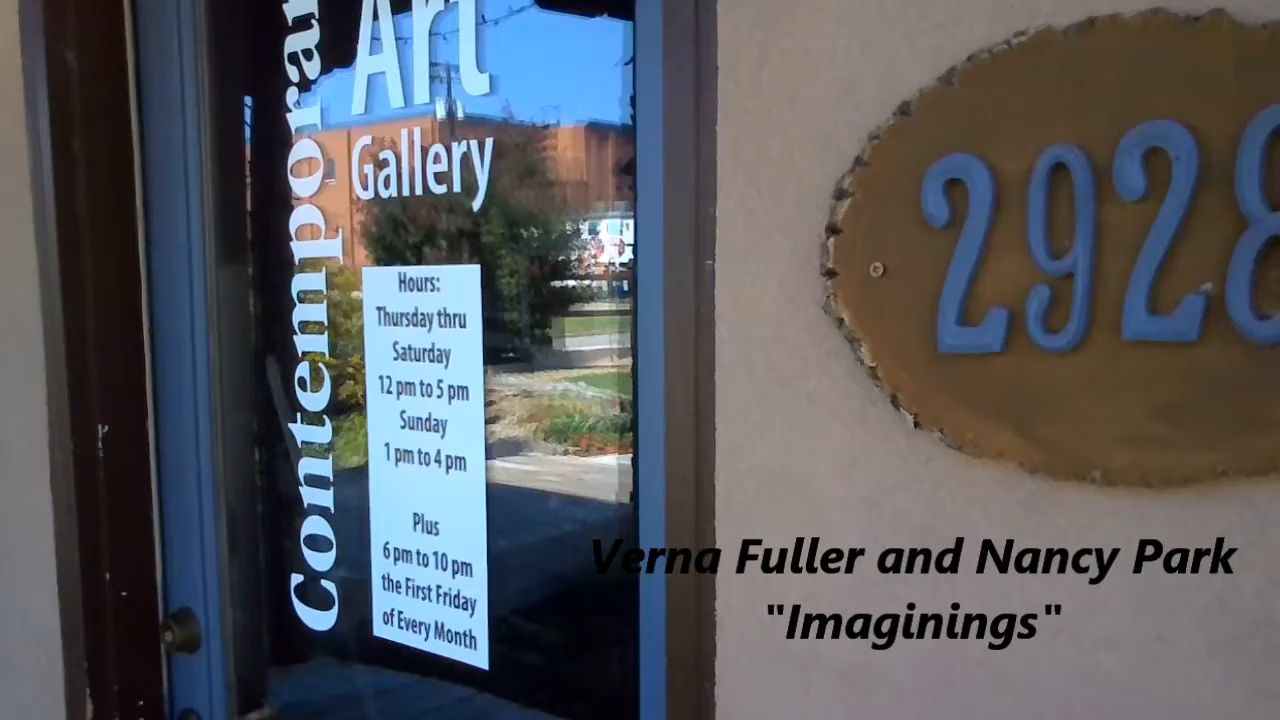 Art
Gallery
Hours:
Thursday thru
Saturday
12 pm to 5 pm
Sunday
1 pm to 4 pm
Plus
6 pm to 10 pm
the First Friday
of Every Month
2928
Verna Fuller and Nancy Park
"Imaginings"